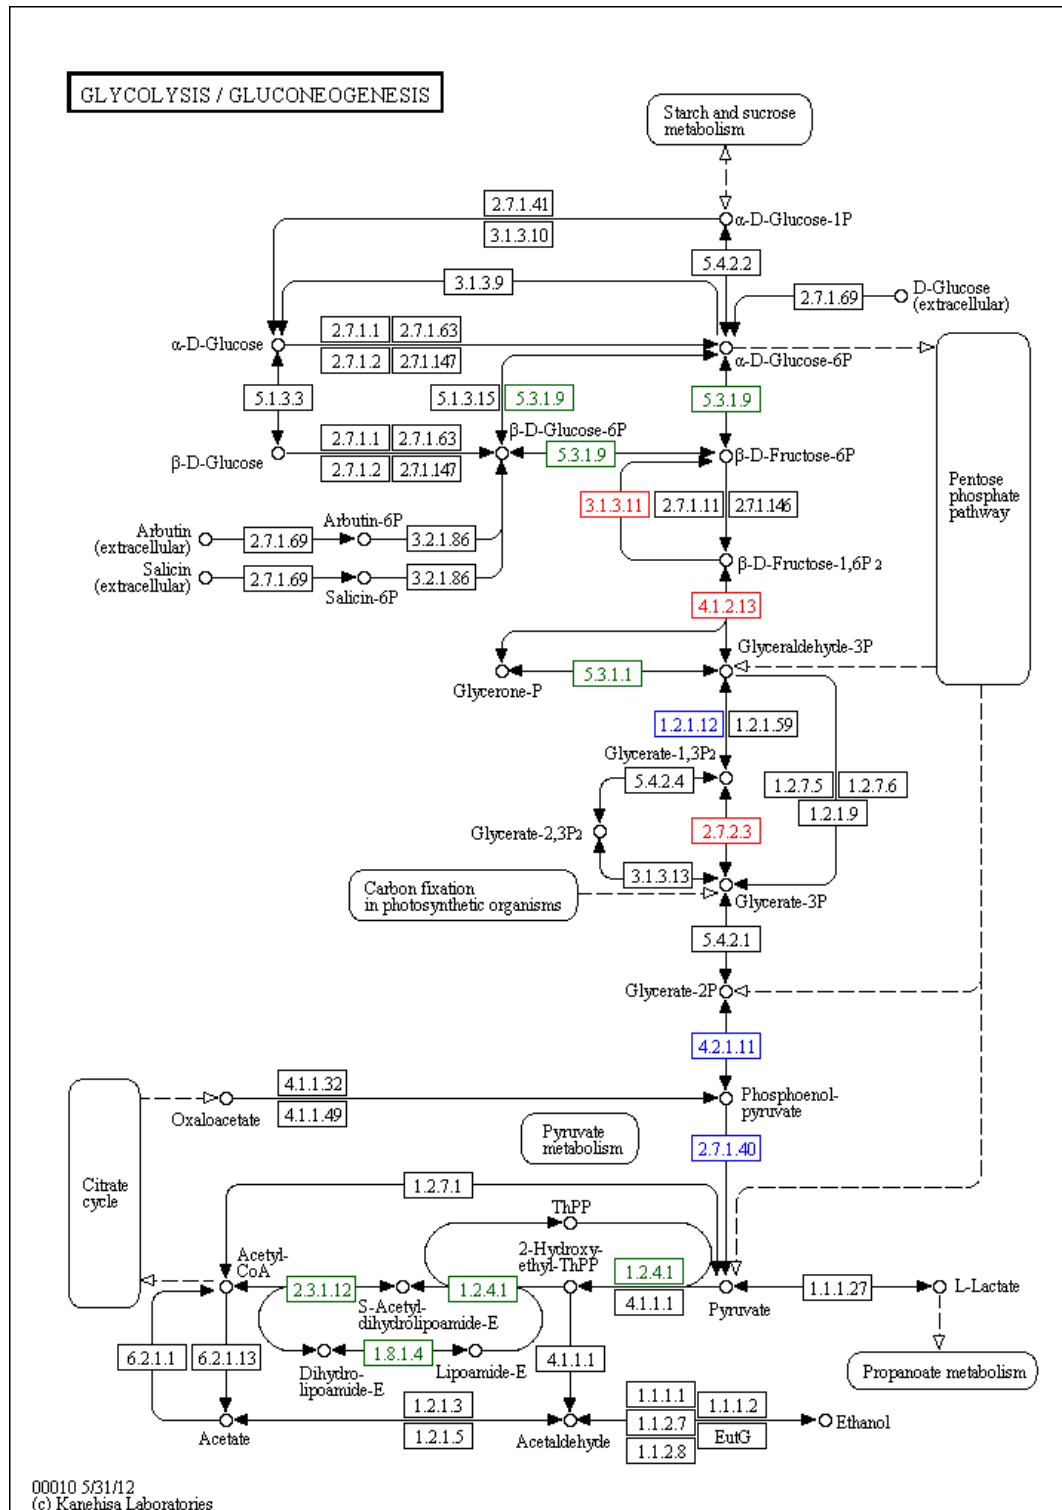 GLYCOLYSIS / GLUCONEOGENESIS
Starch and sucrose
metabolism
2.7.1.41
α-D-Glucose-1P
3.1.3.10
5.4.2.2
3.1.3.9
2.7.1.69
D-Glucose
(extracellular)
2.7.1.1
2.7.1.63
α-D-Glucose
2.7.1.2
2.7.1.147
α-D-Glucose-6P
5.1.3.3
5.1.3.15
5.3.1.9
5.3.1.9
β-D-Glucose-6P
2.7.1.1
2.7.1.63
β-D-Glucose
5.3.1.9
β-D-Fructose-6P
2.7.1.2
2.7.1.147
Pentose
phosphate
pathway
3.1.3.11
2.7.1.11
2.7.1.146
Arbutin-6P
Arbutin
(extracellular)
2.7.1.69
3.2.1.86
β-D-Fructose-1,6P2
Salicin
(extracellular)
2.7.1.69
3.2.1.86
Salicin-6P
4.1.2.13
Glyceraldehyde-3P
5.3.1.1
Glycerone-P
1.2.1.12
1.2.1.59
Glycerate-1,3P2
5.4.2.4
1.2.7.5
1.2.7.6
1.2.1.9
Glycerate-2,3P2
2.7.2.3
3.1.3.13
Carbon fixation
in photosynthetic organisms
Glycerate-3P
5.4.2.1
Glycerate-2P
4.2.1.11
4.1.1.32
Oxaloacetate
4.1.1.49
Phosphoenol-
pyruvate
Pyruvate
metabolism
2.7.1.40
Citrate
cycle
1.2.7.1
ThPP
Acetyl-
CoA
2-Hydroxy-
ethyl-ThPP
1.2.4.1
2.3.1.12
1.2.4.1
S-Acetyl-
dihydrolipoamide-E
4.1.1.1
Pyruvate
1.1.1.27
L-Lactate
6.2.1.1
6.2.1.13
1.8.1.4
Dihydro-
lipoamide-E
Lipoamide-E
4.1.1.1
Propanoate metabolism
1.2.1.3
Acetate
1.2.1.5
Acetaldehyde
1.1.1.1
1.1.1.2
1.1.2.7
Ethanol
1.1.2.8
EutG
00010 5/31/12
(c) Kanehisa Laboratories